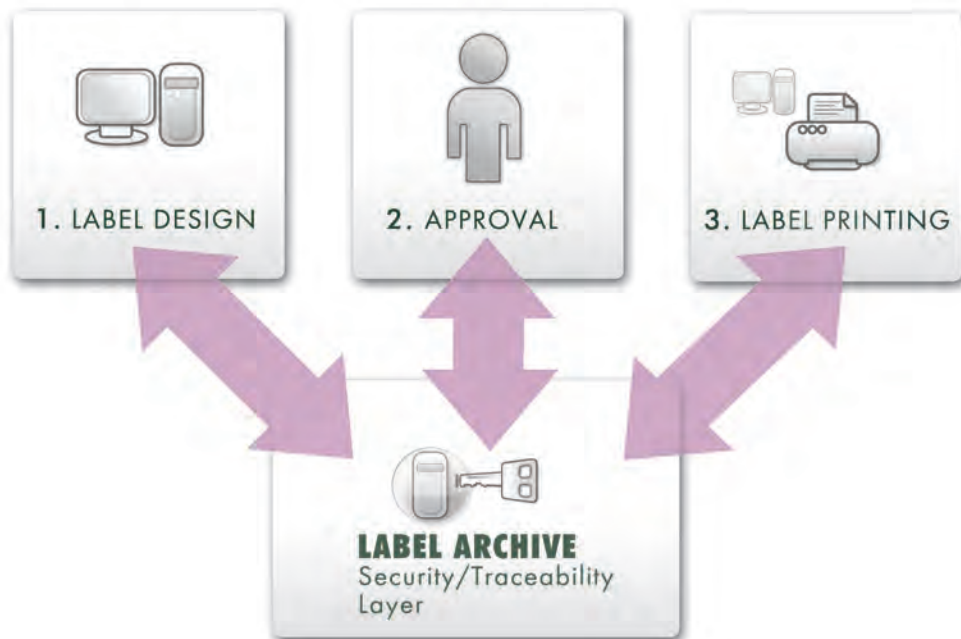 1. LABEL DESIGN
2. APPROVAL
3. LABEL PRINTING
LABEL ARCHIVE
Security/Traceability
Layer